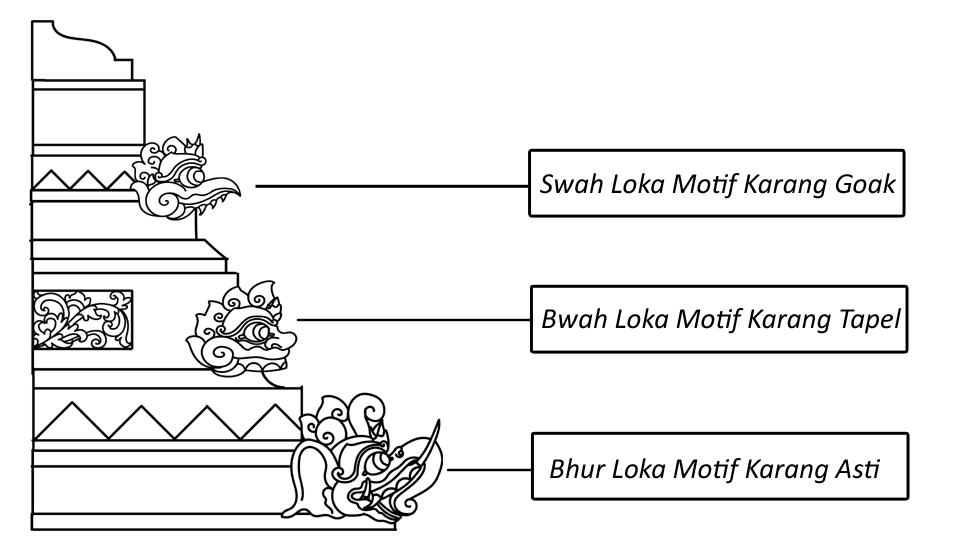 Swah Loka Motif Karang Goak
Bwah Loka Motif Karang Tapel
Bhur Loka Motif Karang Asti